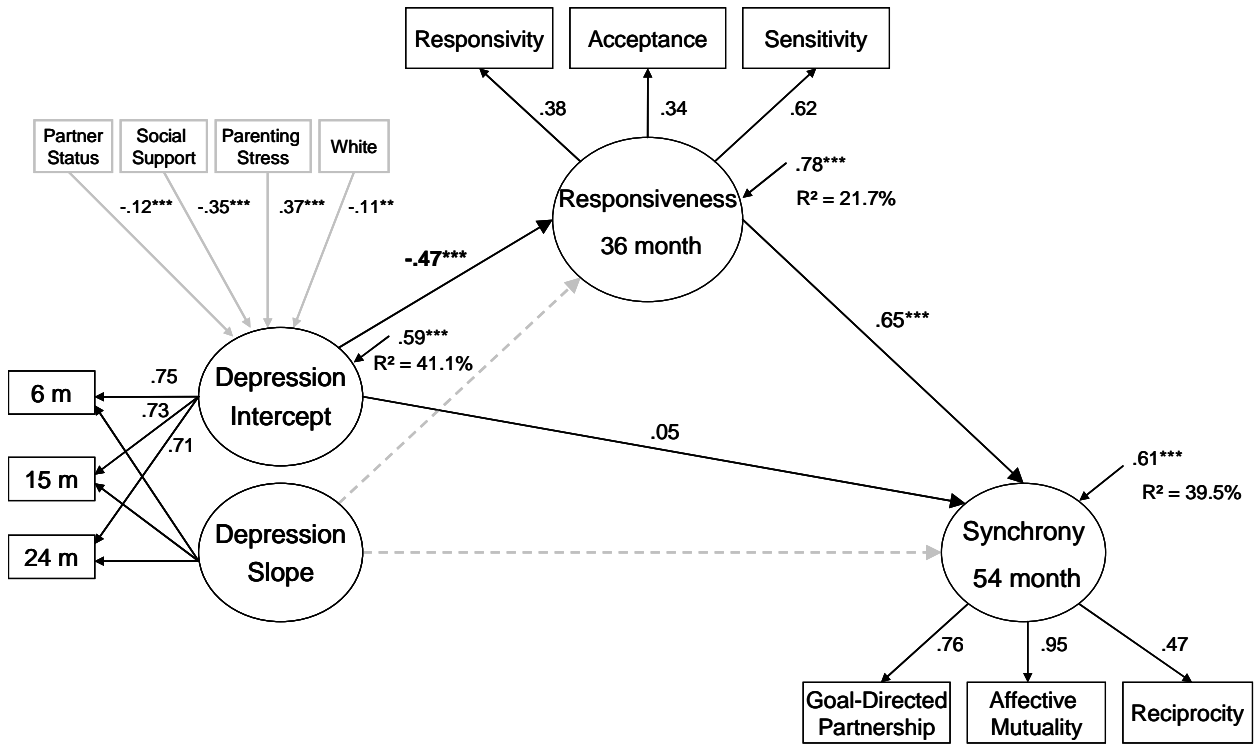 Responsivity
Acceptance
Sensitivity
.38
.34
.62
Partner
Status
Social
Support
Parenting
Stress
White
-.12***
-.35***
.37***
-.11**
.78***
R² = 21.7%
Responsiveness
36 month
-.47***
.59***
R² = 41.1%
.65***
Depression
Intercept
6 m
.75
.73
.71
.05
15 m
24 m
Depression
Slope
.61***
R² = 39.5%
Synchrony
54 month
.76
.95
.47
Goal-Directed
Partnership
Affective
Mutuality
Reciprocity